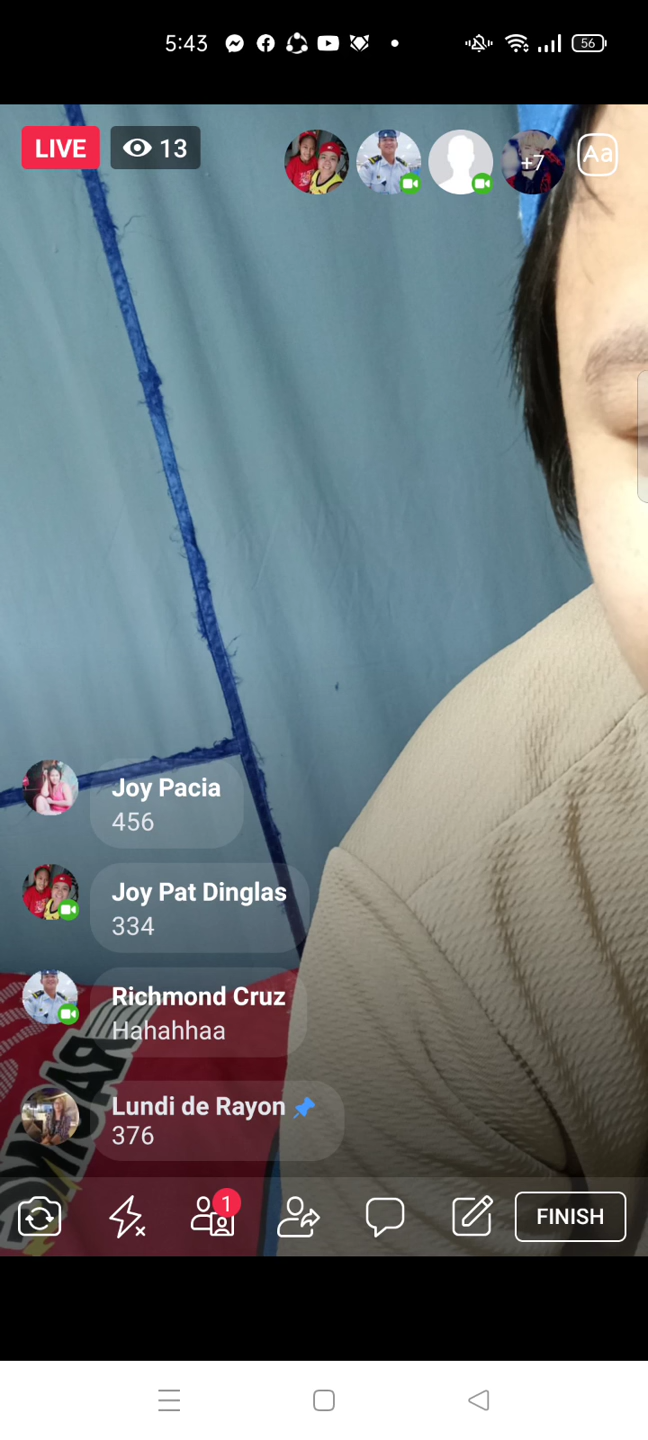 5:43
56
LIVE
13
+7
Aa
Joy Pacia
456
Joy Pat Dinglas
334
Richmond Cruz
Hahahhaa
Lundi de Rayon
376
1
FINISH